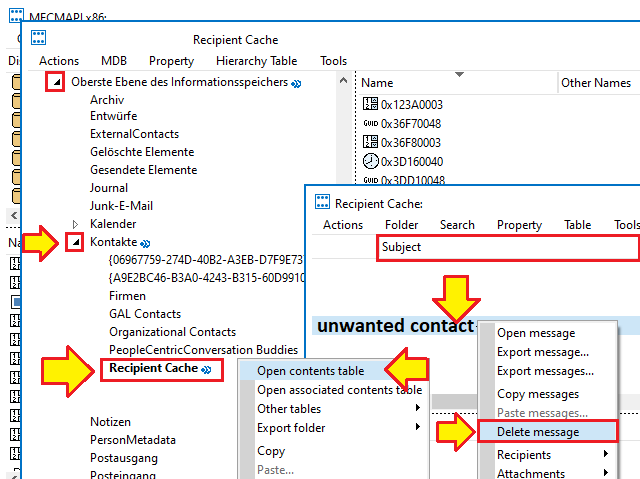 MFCMAPI x86:
Recipient Cache
Actions MDB Property Hierarchy Table Tools
Oberste Ebene des Informationsspeichers
Archiv
Entwürfe
ExternalContacts
Gelöschte Elemente
Gesendete Elemente
Journal
Junk-E-Mail
Kalender
Kontakte
{06967759-274D-40B2-A3EB-D7F9E73
{A9E2BC46-B3A0-4243-B315-60D9910
Firmen
GAL Contacts
Organizational Contacts
PeopleCentricConversation Buddies
Recipient Cache
Notizen
PersonMetadata
Postausgang
Posteingang
Name Other Names
0x123A0003
GUID 0x36F70048
0x36F80003
0x3D160040
GUID 0x3DD10048
Recipient Cache:
Actions Folder Search Property Table Tools
Subject
unwanted contact
Open contents table
Open associated contents table
Other tables
Export folder
Copy
Paste...
Open message
Export message...
Export messages...
Copy messages
Paste messages...
Delete message
Recipients
Attachments